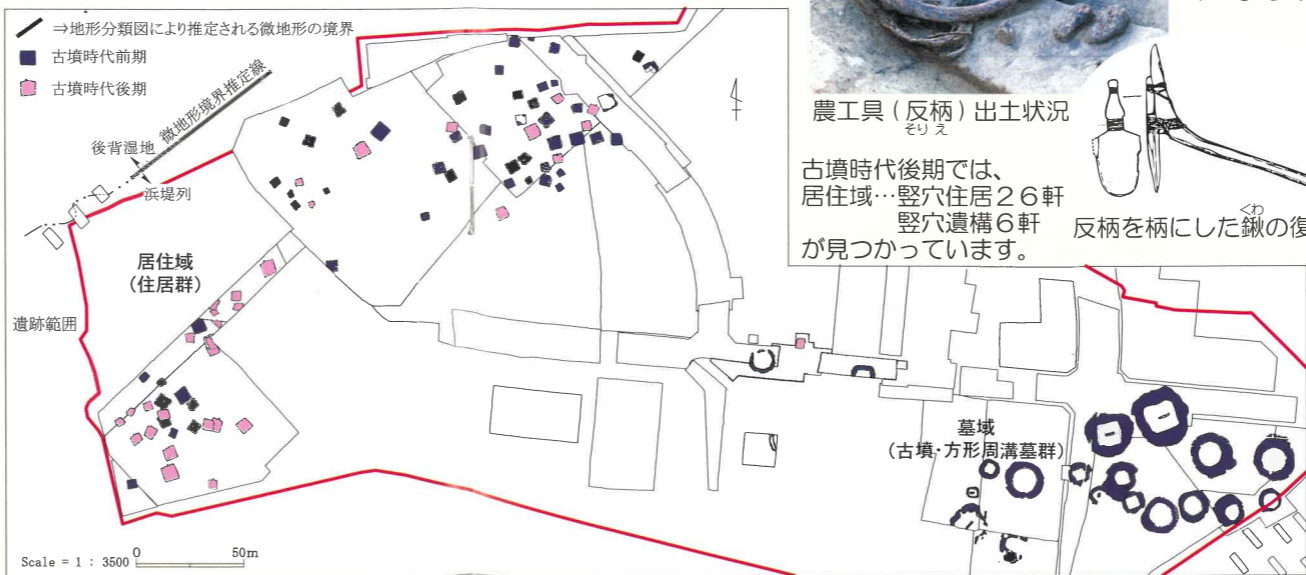 ⇒地形分類図により推定される微地形の境界
古墳時代前期
古墳時代後期
微地形境界推定線
後背湿地
浜堤列
居住域
(住居群)
遺跡範囲
墓域
(古墳・方形周溝墓群)
Scale = 1 : 3500
0
50m
農工具(反柄)出土状況
そりえ
古墳時代後期では、
居住域…竪穴住居26軒
竪穴遺構6軒
が見つかっています。
くわ
反柄を柄にした鍬の復